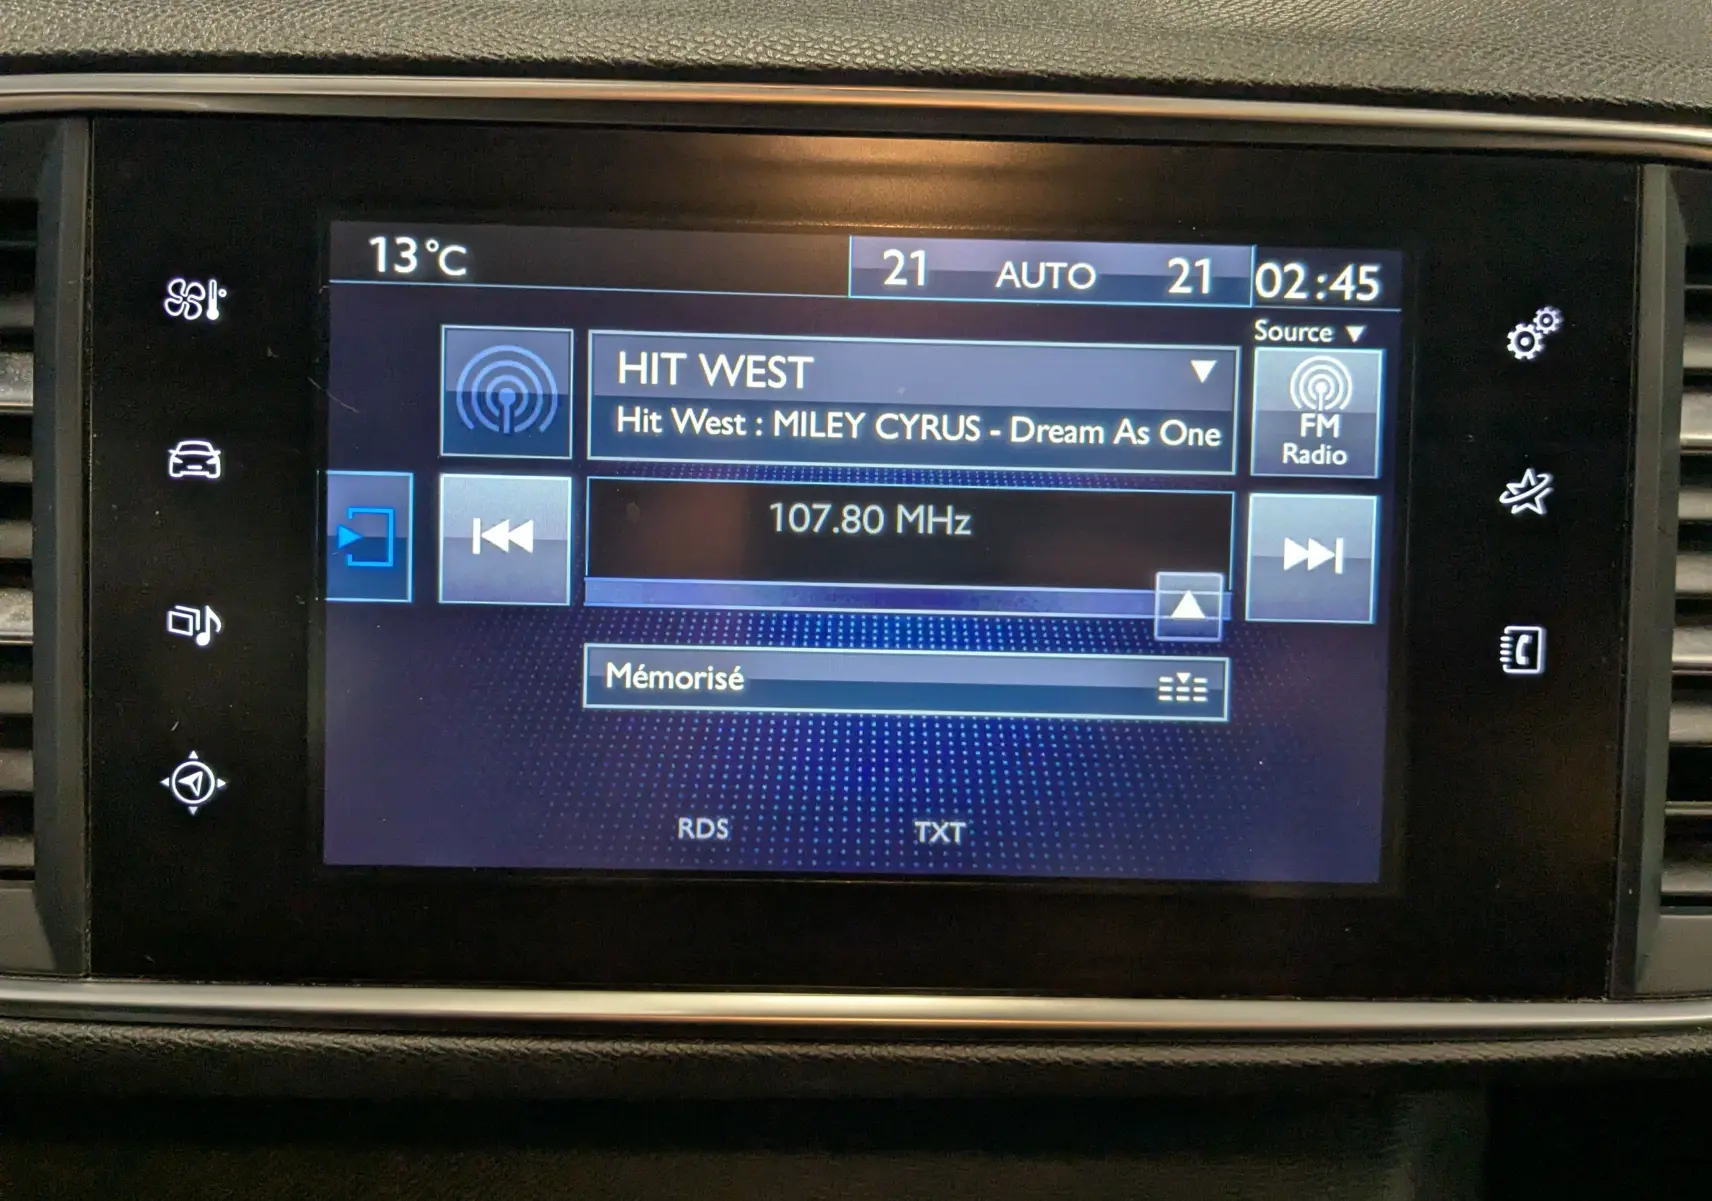 13°C
21 AUTO 21
02:45
Source
HIT WEST
Hit West : MILEY CYRUS - Dream As One
FM
Radio
107.80 MHz
Mémorisé
RDS TXT